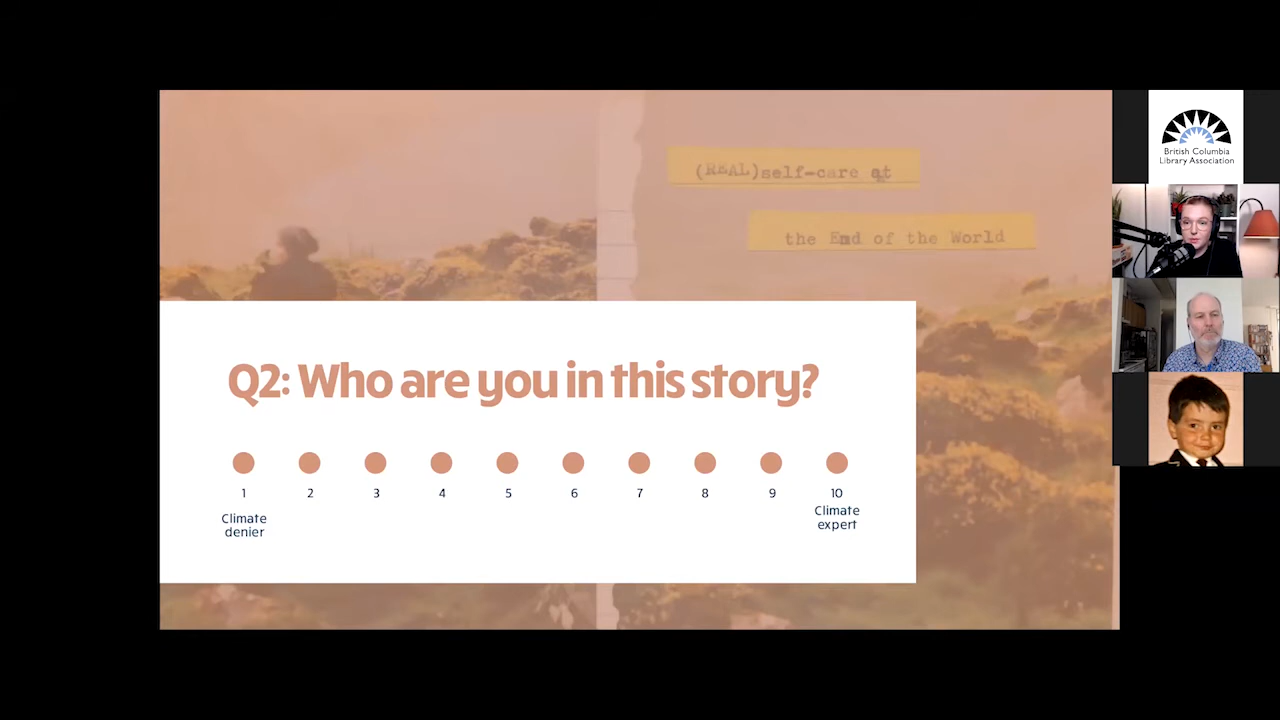 (REAL)self-care at
the End of the World
Q2: Who are you in this story?
1 2 3 4 5 6 7 8 9 10
Climate
denier
Climate
expert
British Columbia
Library Association